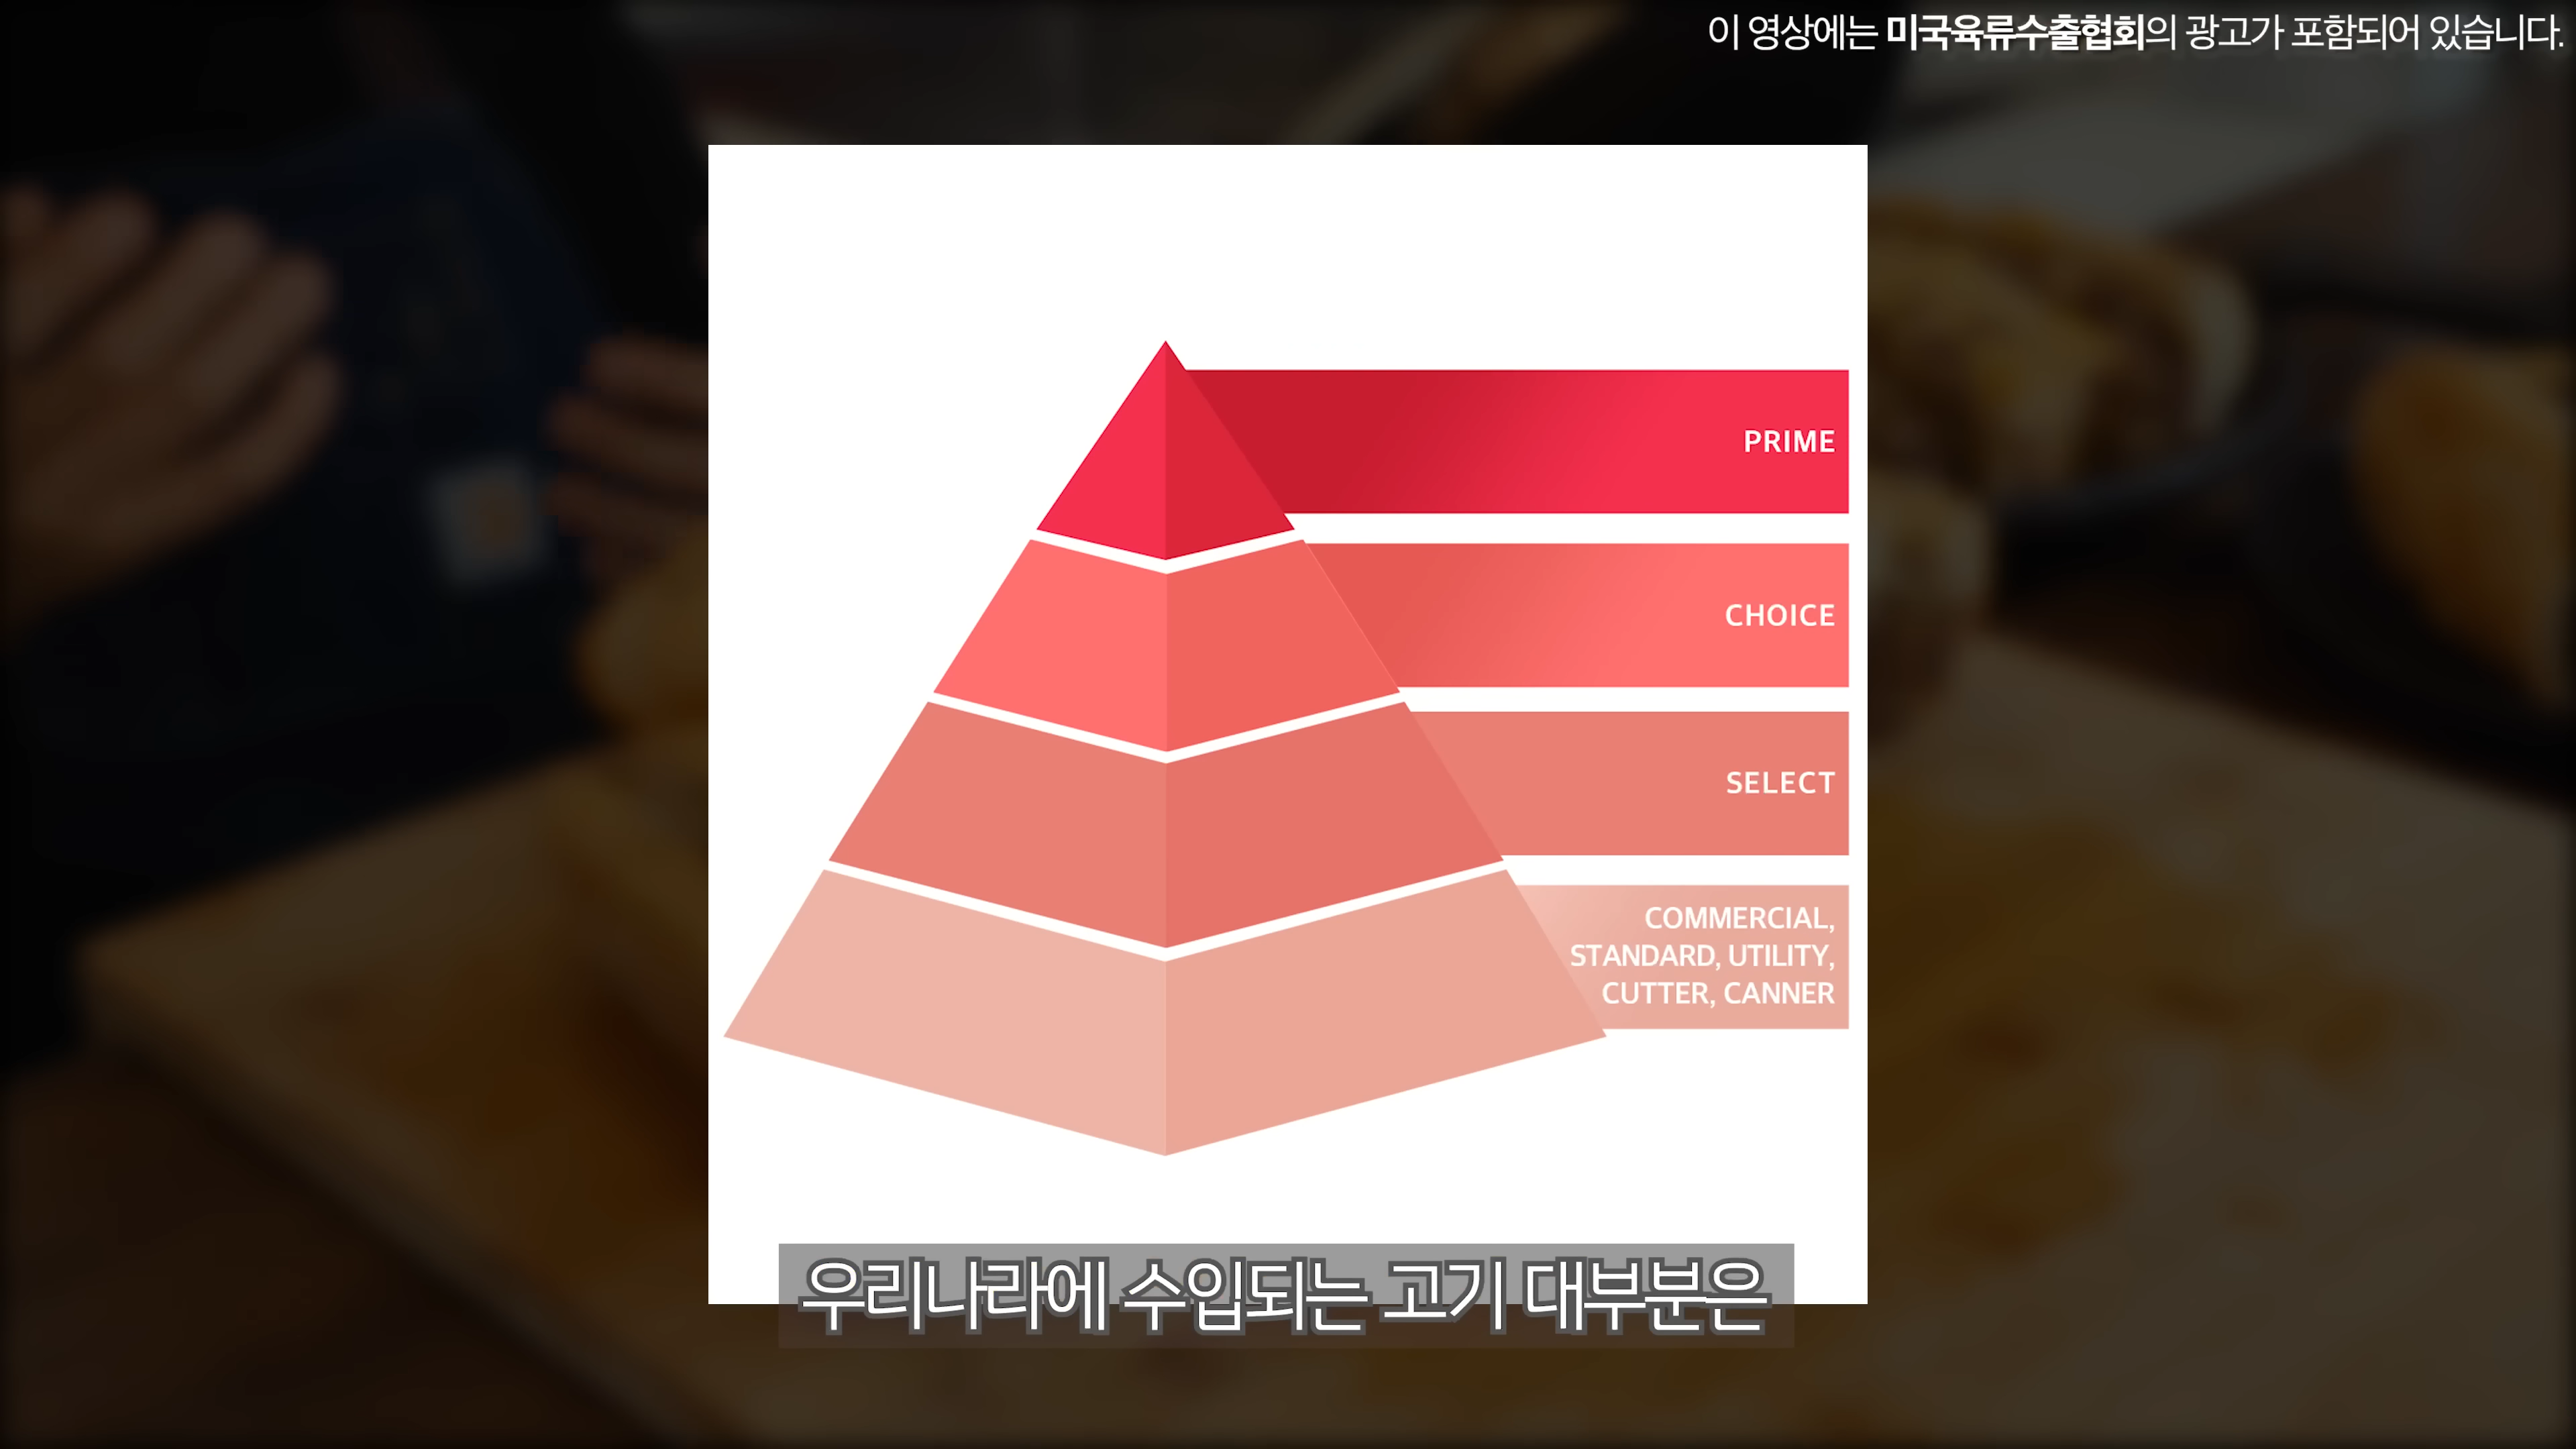 이 영상에는 미국육류수출협회의 광고가 포함되어 있습니다.
PRIME
CHOICE
SELECT
COMMERCIAL,
STANDARD, UTILITY,
CUTTER, CANNER
우리나라에 수입되는 고기 대부분은